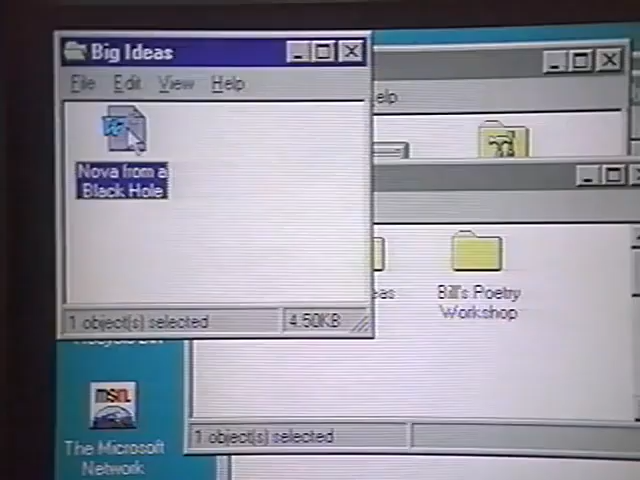 Big Ideas
File Edit View Help
elp
Nova from a
Black Hole
eas
Bill's Poetry
Workshop
1 object(s) selected
4.50KB
msn
The Microsoft
Network
1 object(s) selected